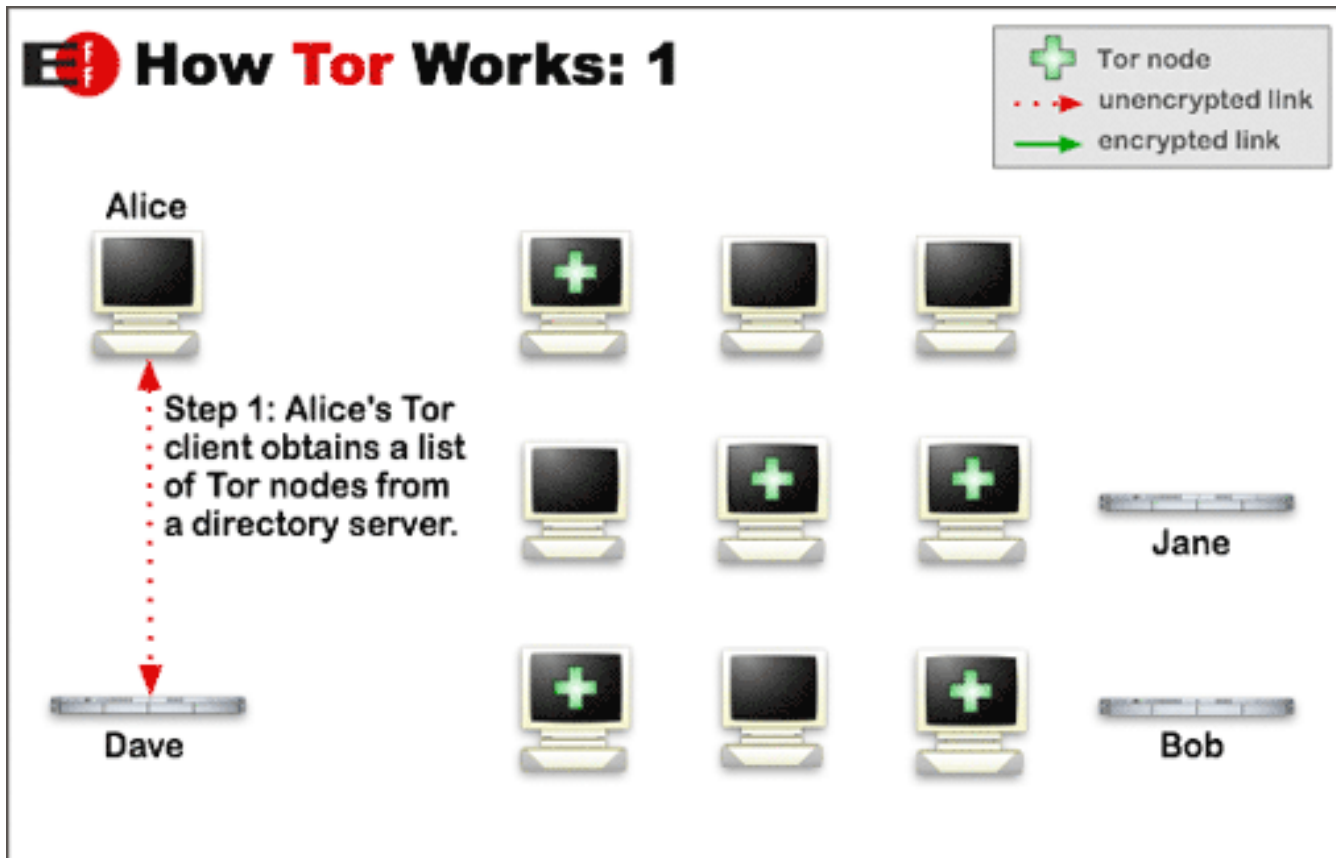 EFF How Tor Works: 1
Tor node
unencrypted link
encrypted link
Alice
Step 1: Alice's Tor
client obtains a list
of Tor nodes from
a directory server.
Jane
Dave
Bob